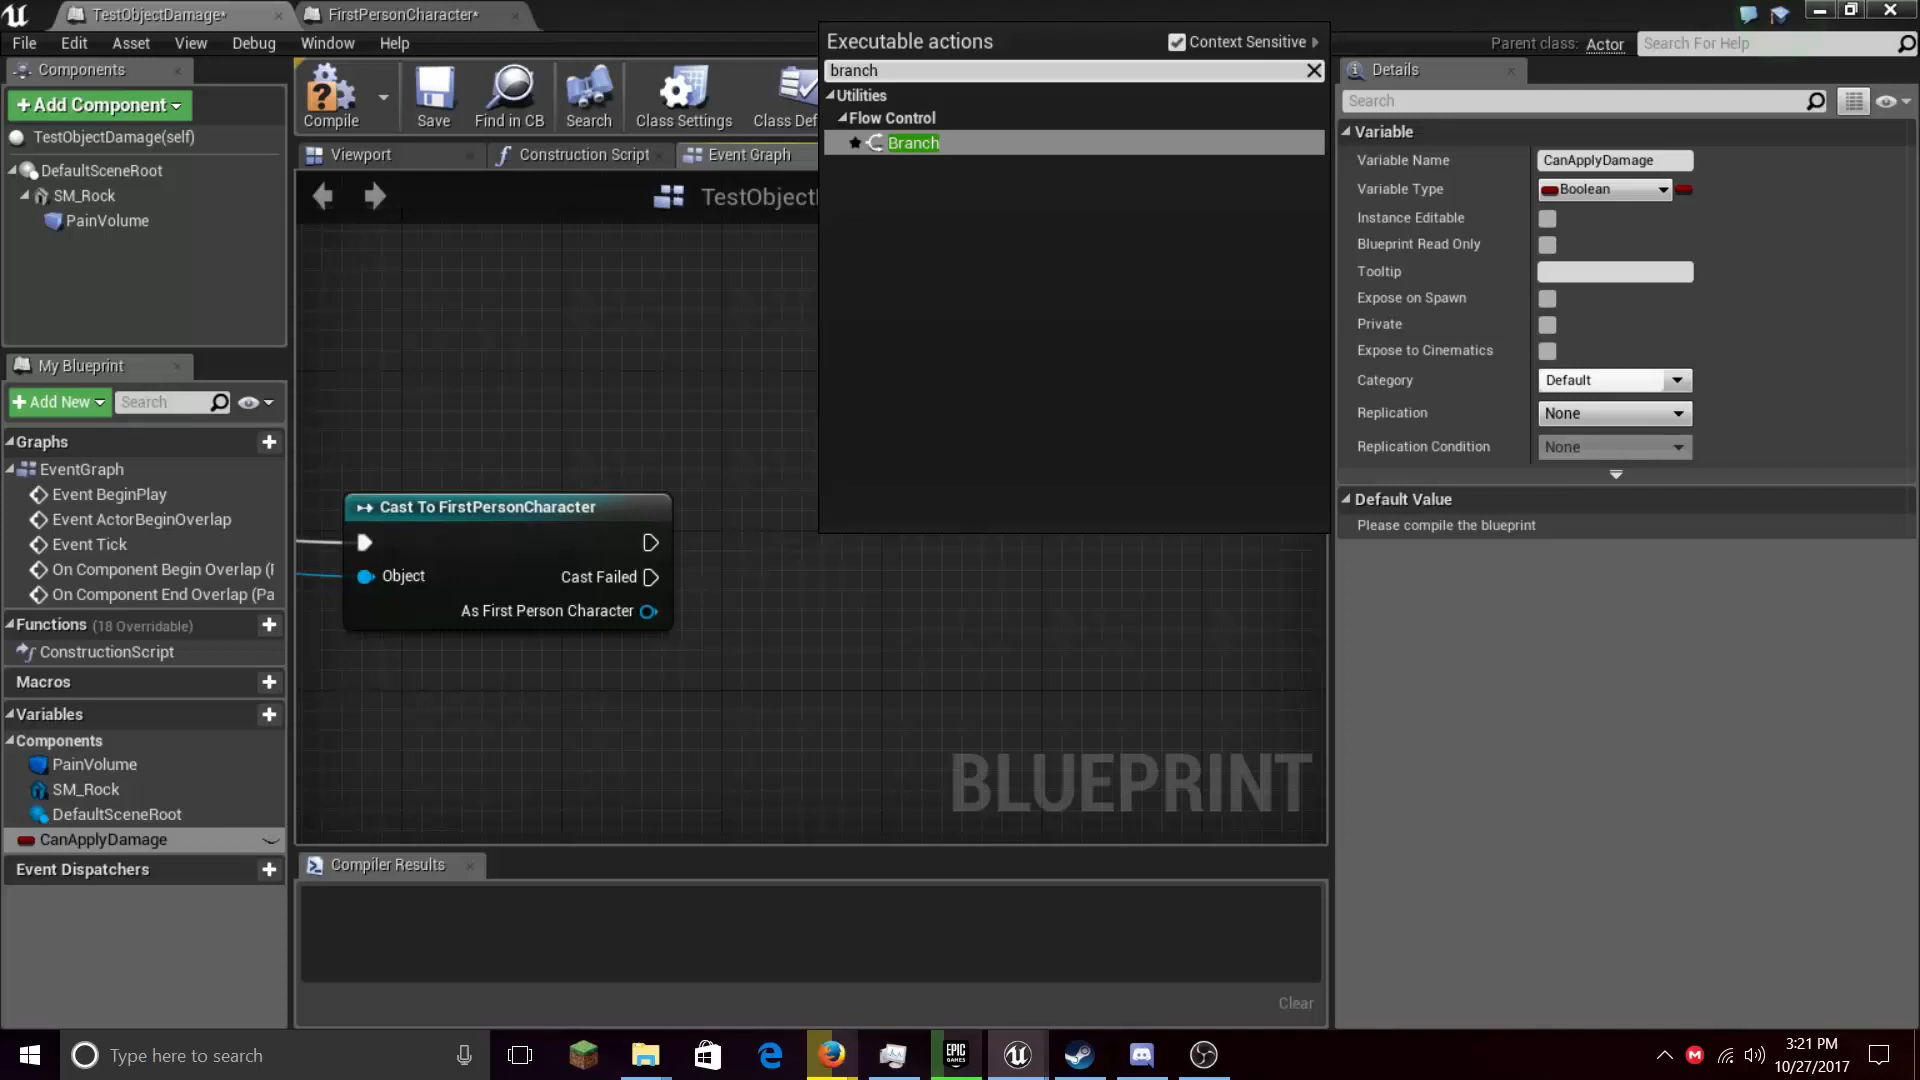 TestObjectDamage*
FirstPersonCharacter*
File Edit Asset View Debug Window Help
Parent class: Actor
Search For Help
Components
+Add Component
TestObjectDamage(self)
DefaultSceneRoot
SM_Rock
PainVolume
My Blueprint
+Add New
Search
Graphs
EventGraph
Event BeginPlay
Event ActorBeginOverlap
Event Tick
On Component Begin Overlap (
On Component End Overlap (Pa
Functions (18 Overridable)
ConstructionScript
Macros
Variables
Components
PainVolume
SM_Rock
DefaultSceneRoot
CanApplyDamage
Event Dispatchers
Compile
Save
Find in CB
Search
Class Settings
Class Def
Viewport
Construction Script
Event Graph
TestObject
Executable actions
Context Sensitive
branch
Utilities
Flow Control
Branch
Cast To FirstPersonCharacter
Object
Cast Failed
As First Person Character
BLUEPRINT
Compiler Results
Clear
Details
Search
Variable
Variable Name CanApplyDamage
Variable Type Boolean
Instance Editable
Blueprint Read Only
Tooltip
Expose on Spawn
Private
Expose to Cinematics
Category Default
Replication None
Replication Condition None
Default Value
Please compile the blueprint
Type here to search
EPIC
GAMES
3:21 PM
10/27/2017